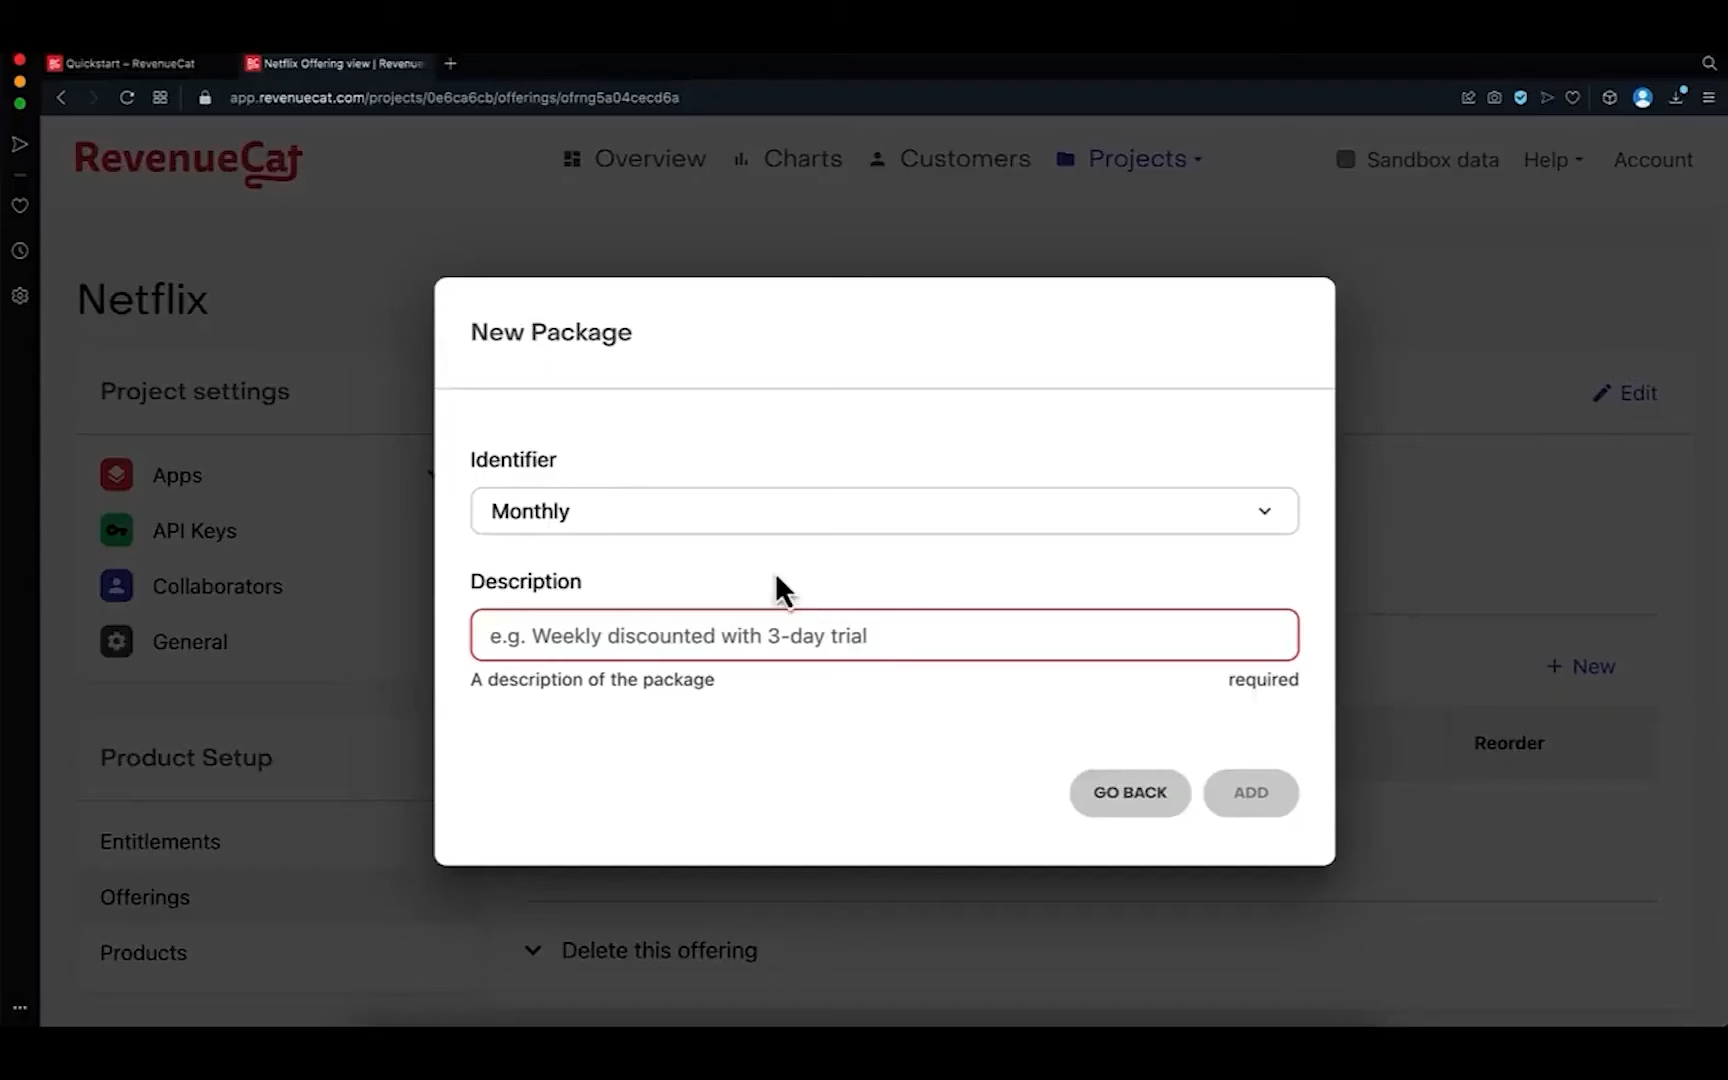 Quickstart – RevenueCat
Netflix Offering view | Revenue
app.revenuecat.com/projects/0e6ca6cb/offerings/ofrng5a04cecd6a
RevenueCat
Overview
Charts
Customers
Projects
Sandbox data
Help
Account
Netflix
Project settings
Edit
Apps
API Keys
Collaborators
General
New Package
Identifier
Monthly
Description
e.g. Weekly discounted with 3-day trial
A description of the package
required
GO BACK
ADD
+ New
Reorder
Product Setup
Entitlements
Offerings
Products
Delete this offering